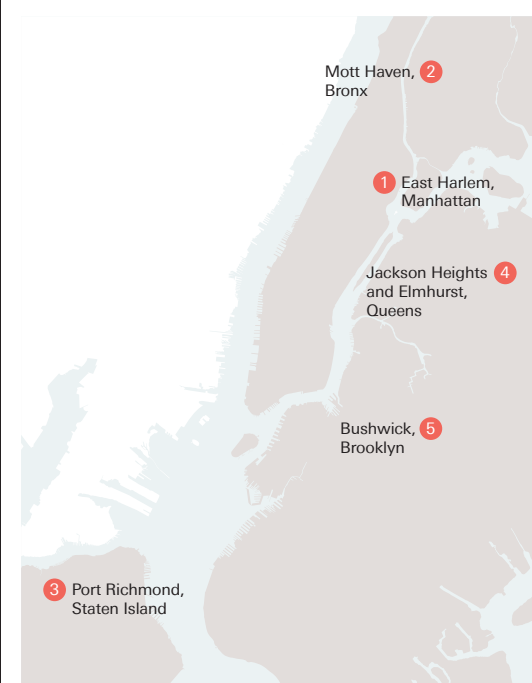 Mott Haven, 2
Bronx
1 East Harlem,
Manhattan
Jackson Heights 4
and Elmhurst,
Queens
Bushwick, 5
Brooklyn
3 Port Richmond,
Staten Island